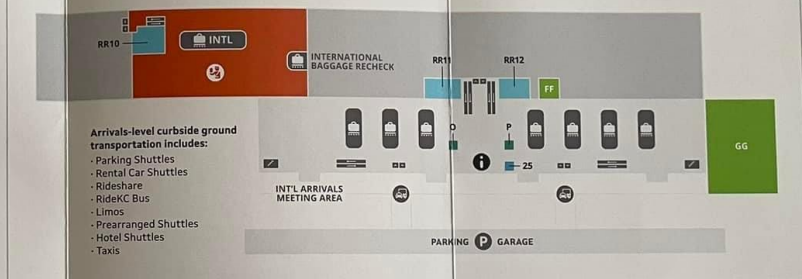 RR10
INTL
INTERNATIONAL
BAGGAGE RECHECK
RR11
RR12
FF
Arrivals-level curbside ground
transportation includes:
· Parking Shuttles
· Rental Car Shuttles
· Rideshare
· RideKC Bus
· Limos
· Prearranged Shuttles
· Hotel Shuttles
· Taxis
O
P
GG
i
25
INT'L ARRIVALS
MEETING AREA
PARKING P GARAGE